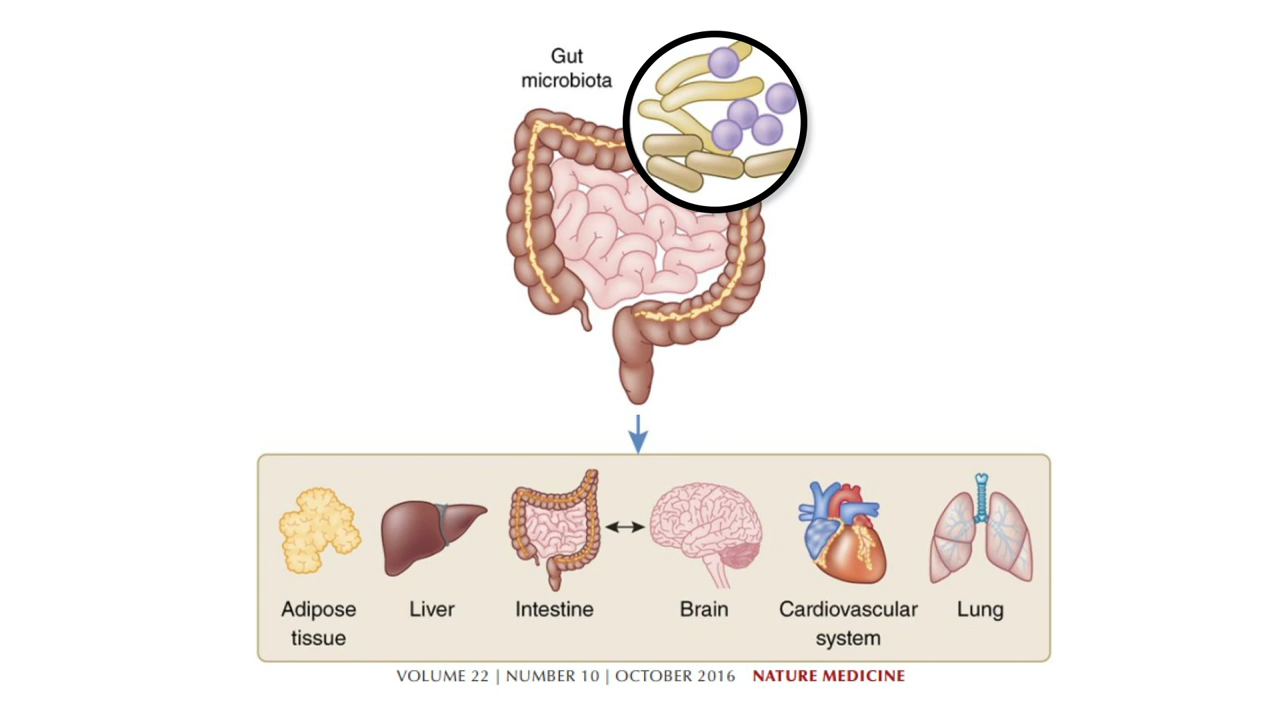 Gut
microbiota
Adipose
tissue
Liver
Intestine
Brain
Cardiovascular
system
Lung
VOLUME 22 | NUMBER 10 | OCTOBER 2016 NATURE MEDICINE